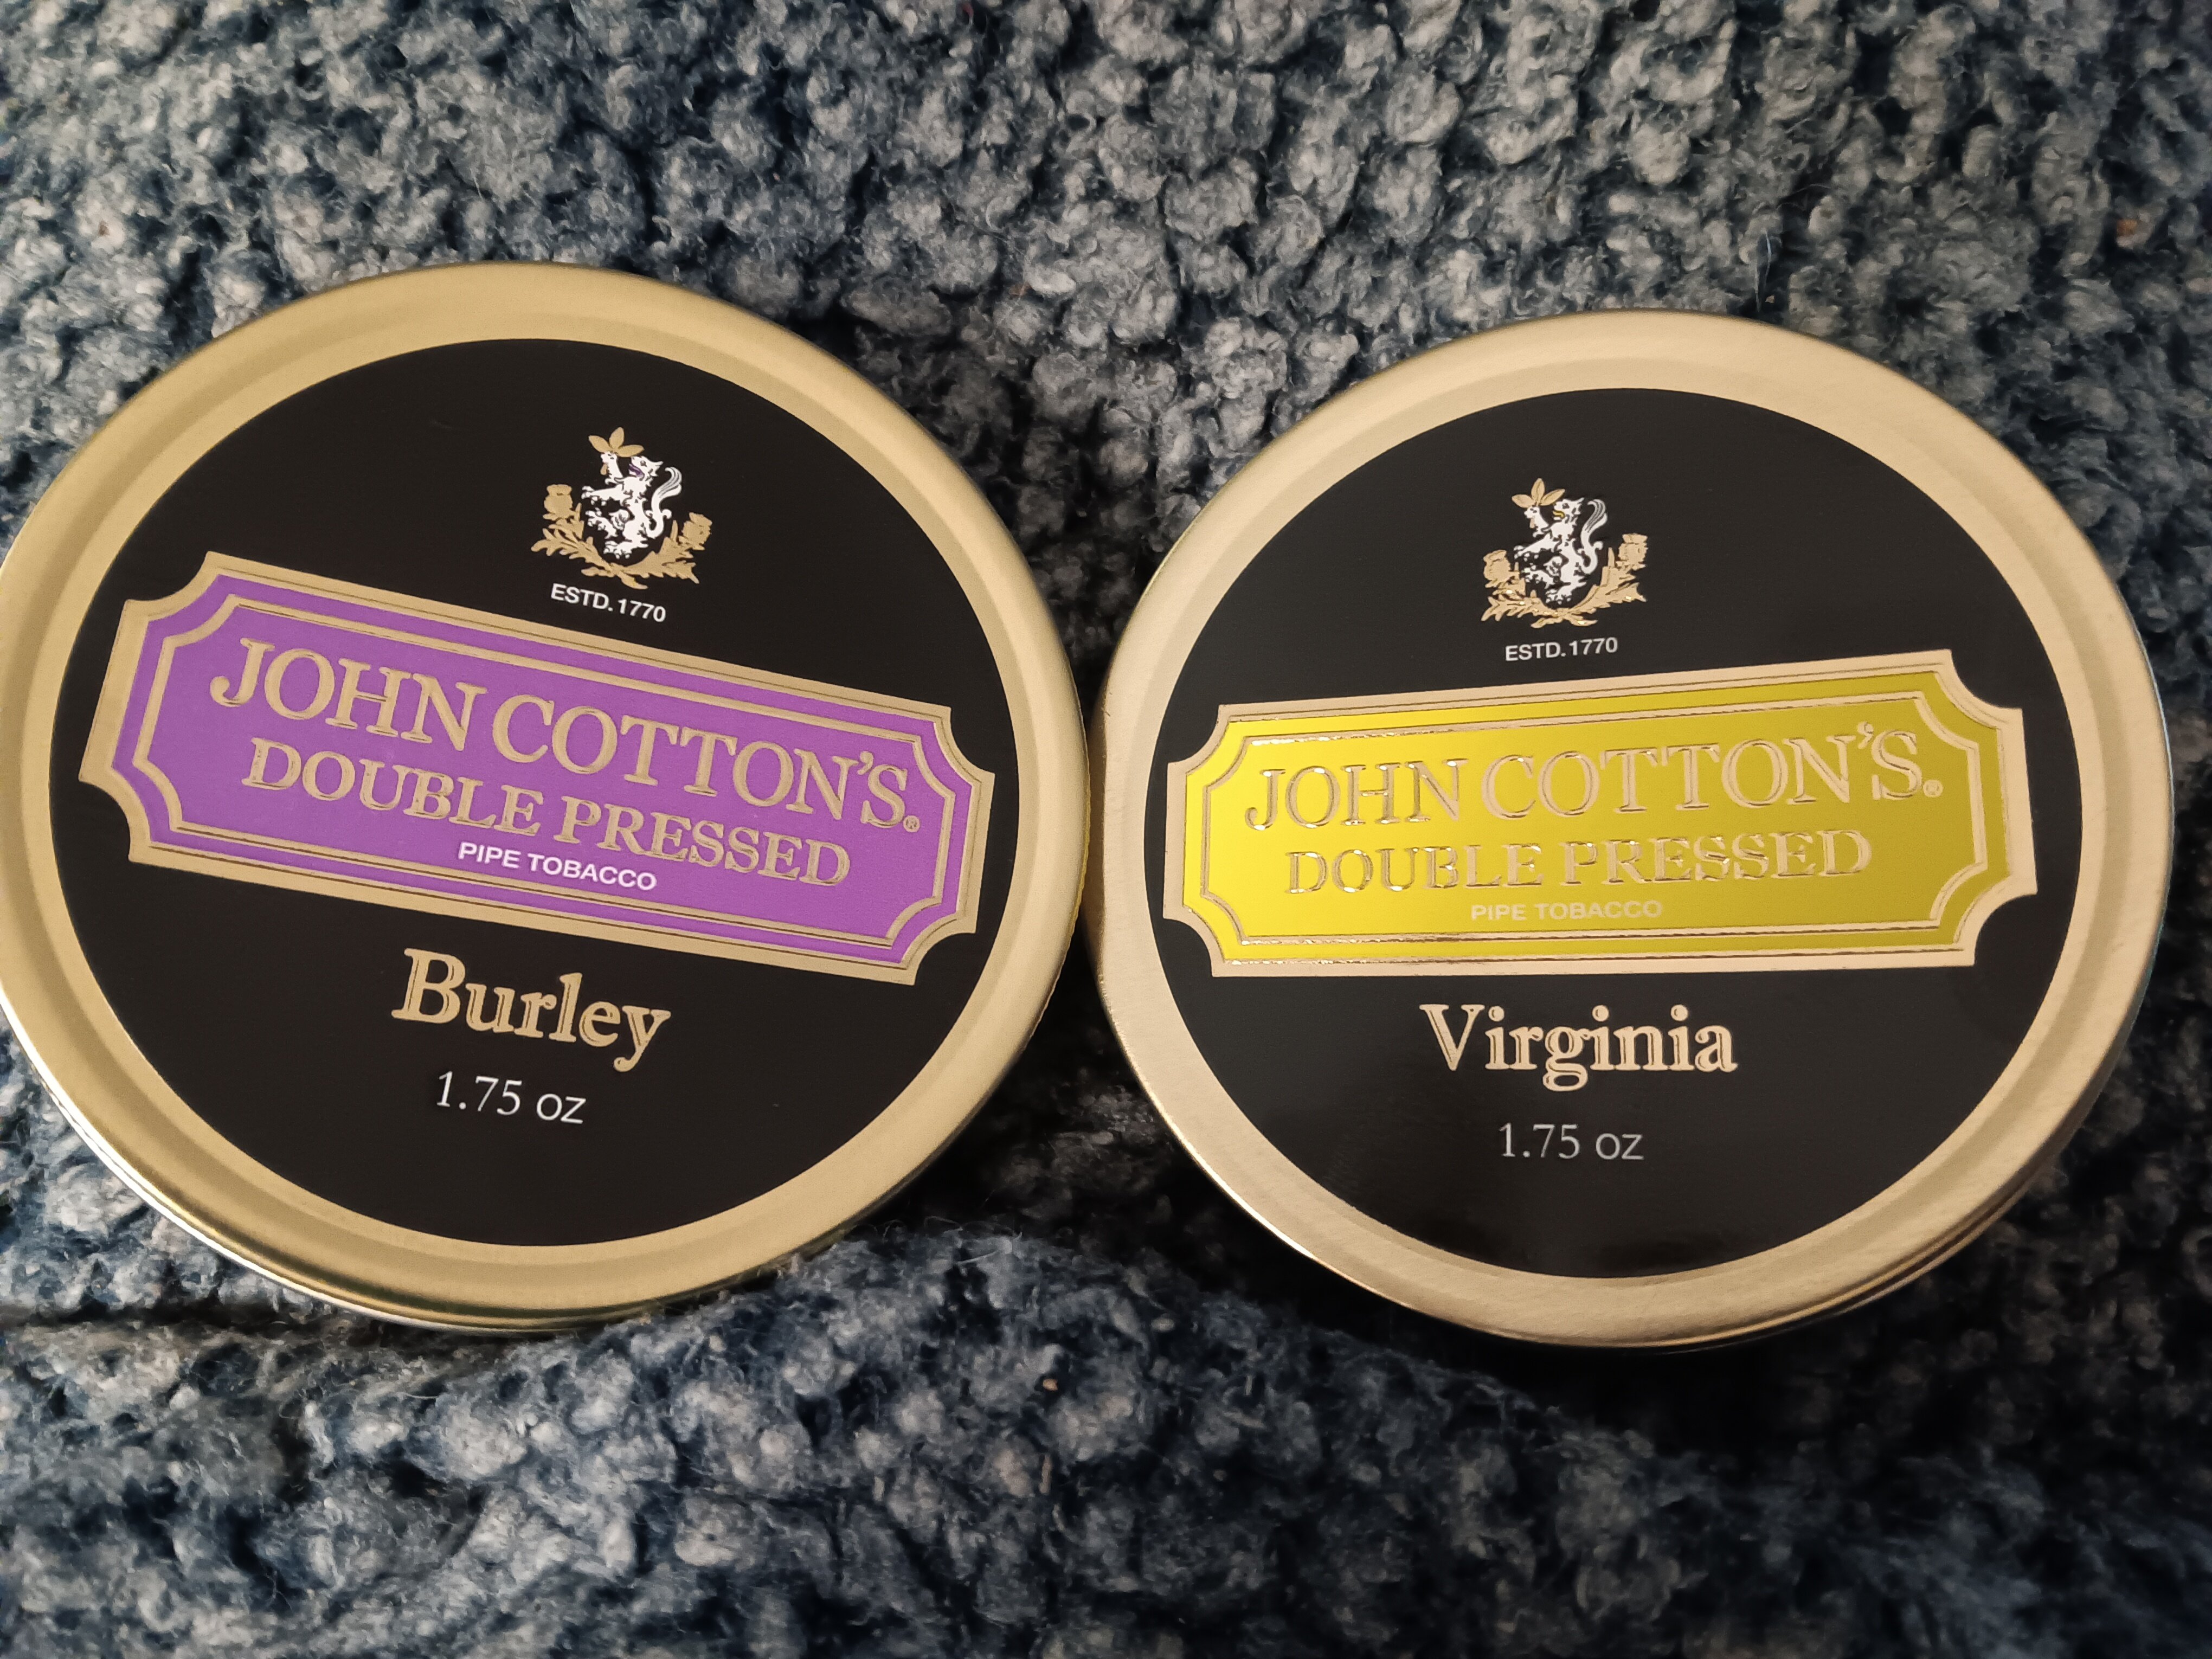 ESTD. 1770
JOHN COTTON'S®
DOUBLE PRESSED
PIPE TOBACCO
Burley
1.75 oz
ESTD. 1770
JOHN COTTON'S®
DOUBLE PRESSED
PIPE TOBACCO
Virginia
1.75 oz